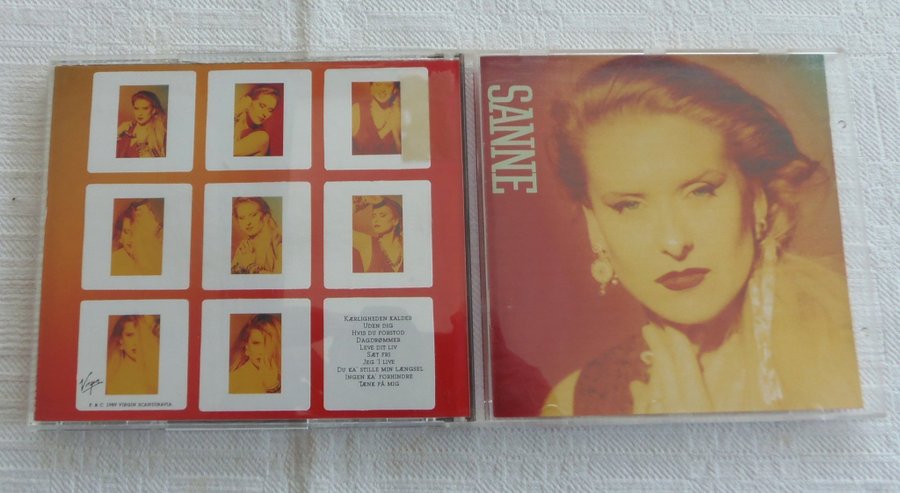 KÆRLIGHEDEN KALDER
UDEN DIG
HVIS DU FORSTOD
DAGDRØMMER
LEVE DIT LIV
SÆT FRI
JEG I LIVE
DU KA' STILLE MIN LÆNGSEL
INGEN KA' FORHINDRE
TÆNK PÅ MIG
Virgin
P. & C. 1989 VIRGIN SCANDINAVIA
SANNE